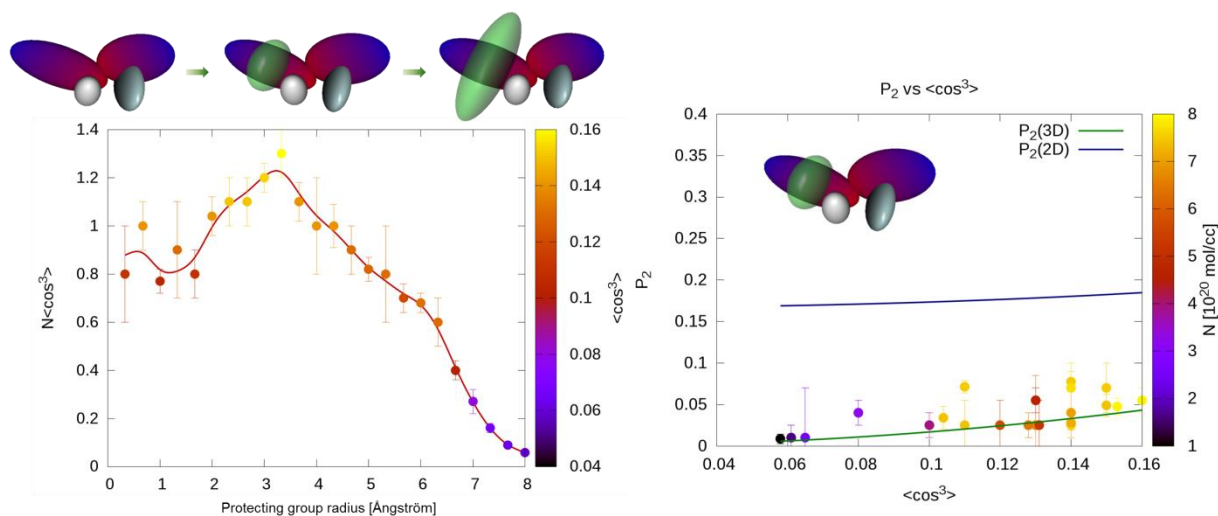 1.4
1.2
1
0.8
0.6
0.4
0.2
0
N<cos³>
0 1 2 3 4 5 6 7 8
Protecting group radius [Ångström]
0.16
0.14
0.12
0.1
0.08
0.06
0.04
<cos³>
P₂ vs <cos³>
P₂(3D)
P₂(2D)
0.4
0.35
0.3
0.25
0.2
0.15
0.1
0.05
0
P₂
0.04 0.06 0.08 0.1 0.12 0.14 0.16
<cos³>
8
7
6
5
4
3
2
1
N [10²⁰ mol/cc]